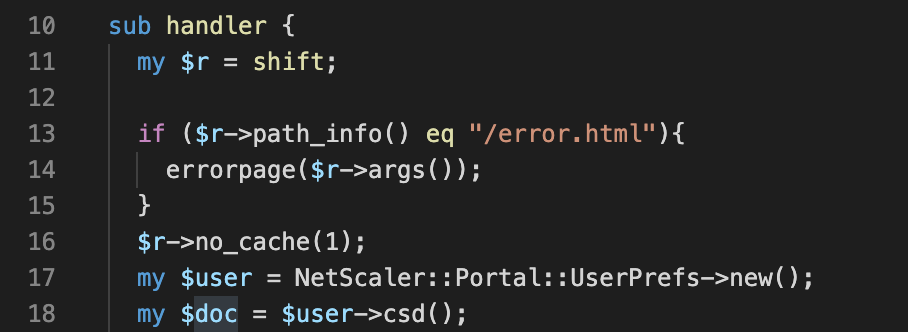 10 sub handler {
11 my $r = shift;
12
13 if ($r->path_info() eq "/error.html"){
14 errorpage($r->args());
15 }
16 $r->no_cache(1);
17 my $user = NetScaler::Portal::UserPrefs->new();
18 my $doc = $user->csd();